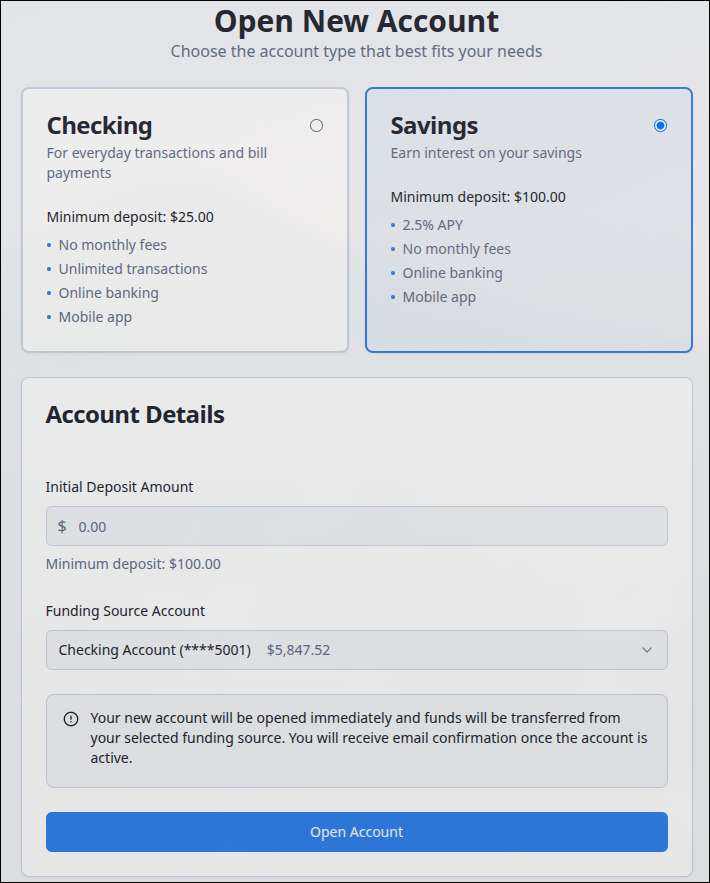 Open New Account
Choose the account type that best fits your needs
Checking
For everyday transactions and bill
payments
Minimum deposit: $25.00
• No monthly fees
• Unlimited transactions
• Online banking
• Mobile app
Savings
Earn interest on your savings
Minimum deposit: $100.00
• 2.5% APY
• No monthly fees
• Online banking
• Mobile app
Account Details
Initial Deposit Amount
$ 0.00
Minimum deposit: $100.00
Funding Source Account
Checking Account (****5001) $5,847.52
Your new account will be opened immediately and funds will be transferred from
your selected funding source. You will receive email confirmation once the account is
active.
Open Account